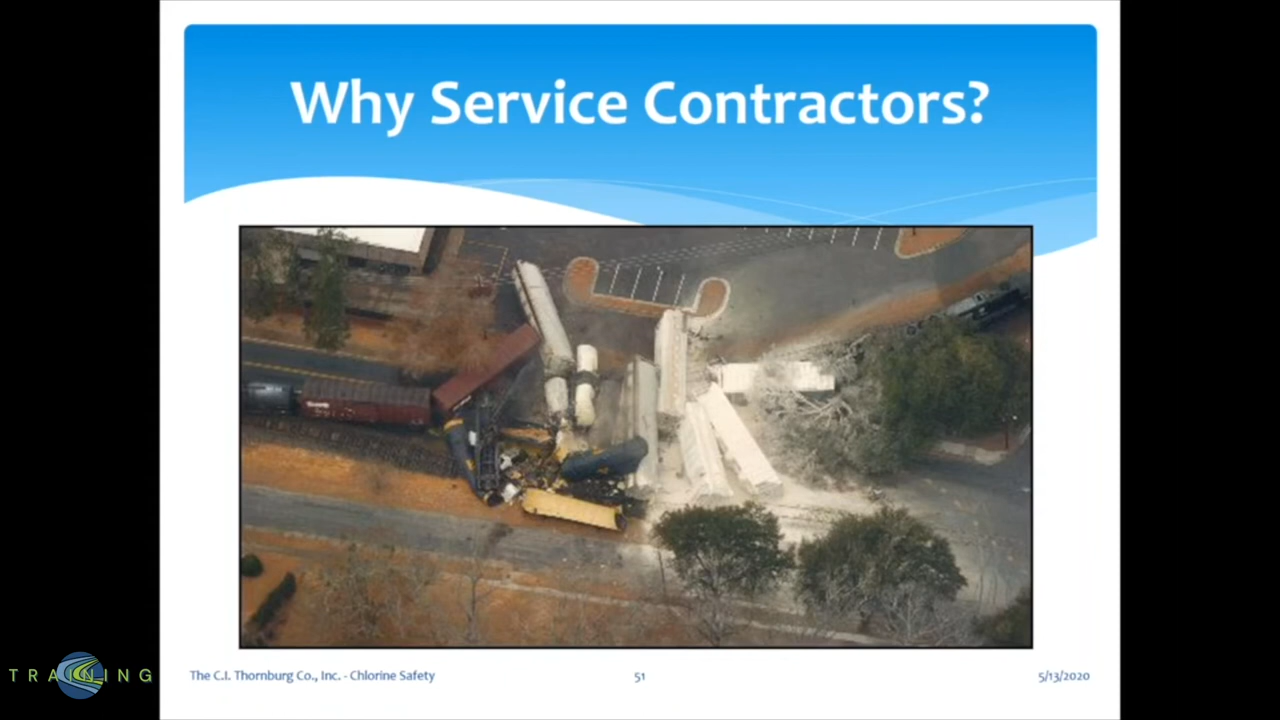 Why Service Contractors?
TRAINING
The C.I. Thornburg Co., Inc. - Chlorine Safety
51
5/13/2020